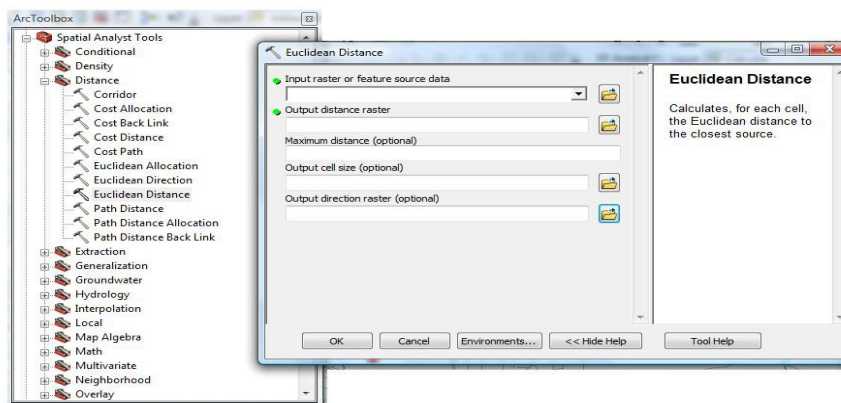 ArcToolbox
Spatial Analyst Tools
Conditional
Density
Distance
Corridor
Cost Allocation
Cost Back Link
Cost Distance
Cost Path
Euclidean Allocation
Euclidean Direction
Euclidean Distance
Path Distance
Path Distance Allocation
Path Distance Back Link
Extraction
Generalization
Groundwater
Hydrology
Interpolation
Local
Map Algebra
Math
Multivariate
Neighborhood
Overlay
Euclidean Distance
Input raster or feature source data
Output distance raster
Maximum distance (optional)
Output cell size (optional)
Output direction raster (optional)
OK
Cancel
Environments...
<< Hide Help
Tool Help
Euclidean Distance
Calculates, for each cell,
the Euclidean distance to
the closest source.